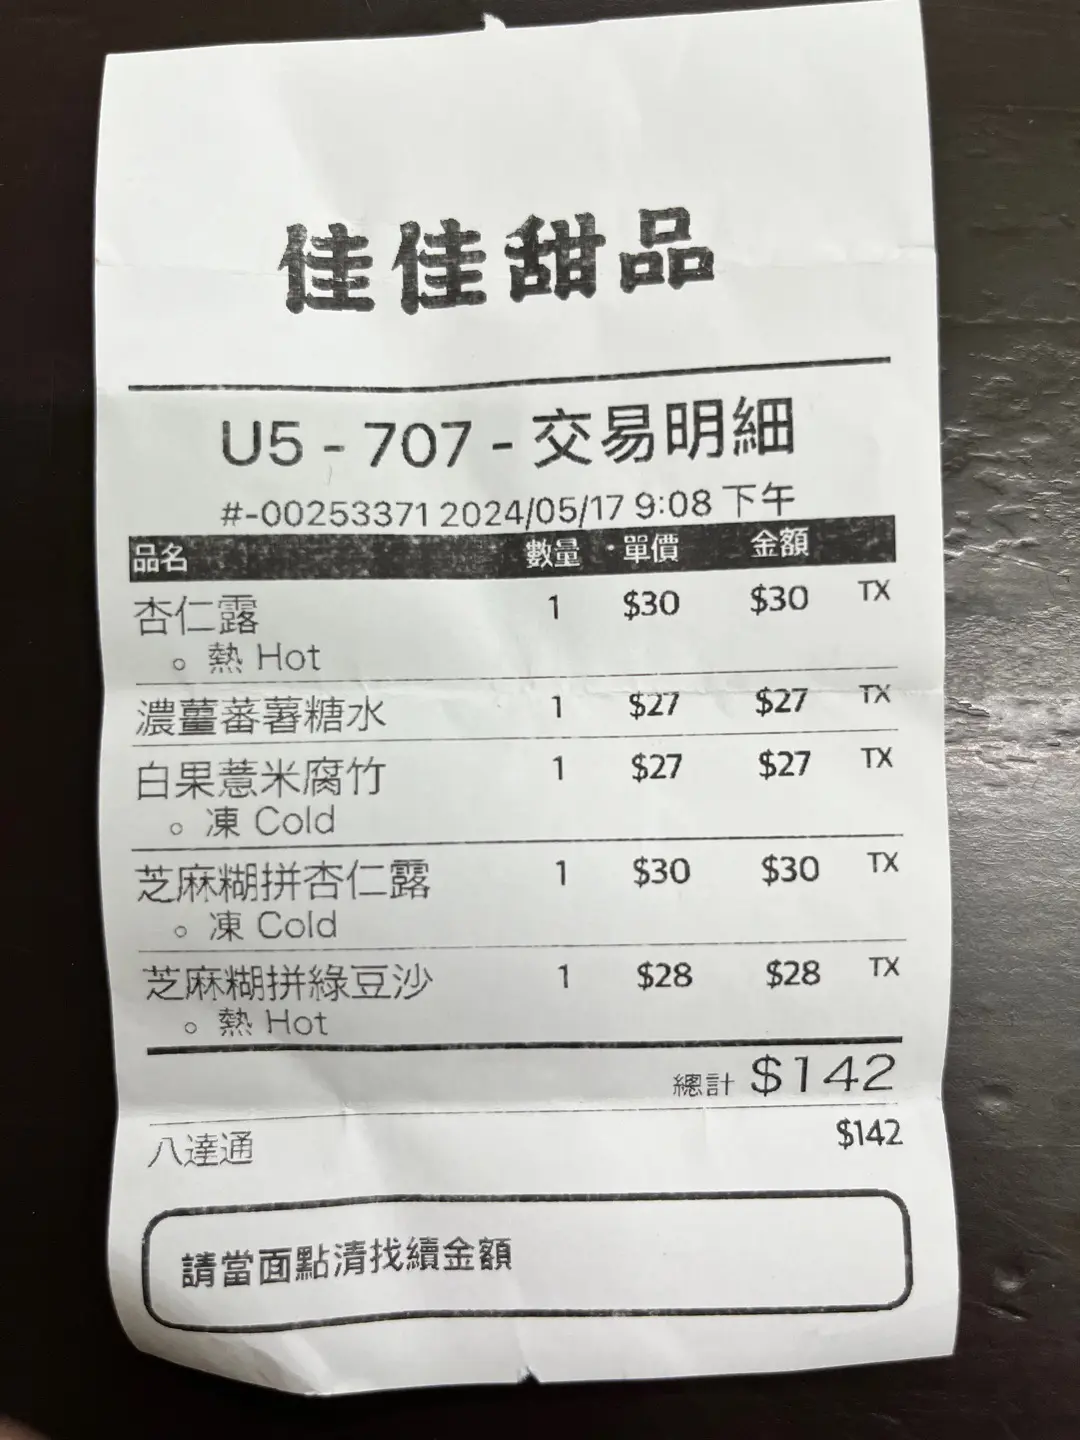 佳佳甜品
U5 - 707 - 交易明細
#-00253371 2024/05/17 9:08 下午
品名 數量 單價 金額
杏仁露 1 $30 $30 TX
。熱 Hot
濃薑蕃薯糖水 1 $27 $27 TX
白果薏米腐竹 1 $27 $27 TX
。凍 Cold
芝麻糊拼杏仁露 1 $30 $30 TX
。凍 Cold
芝麻糊拼綠豆沙 1 $28 $28 TX
。熱 Hot
總計 $142
八達通 $142
請當面點清找續金額